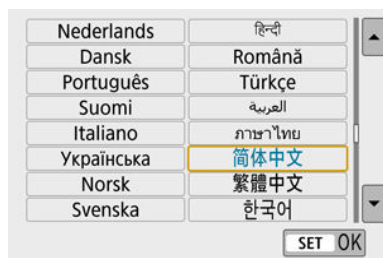 Nederlands हिन्दी
Dansk Română
Português Türkçe
Suomi العربية
Italiano ภาษาไทย
Українська 简体中文
Norsk 繁體中文
Svenska 한국어
SET OK